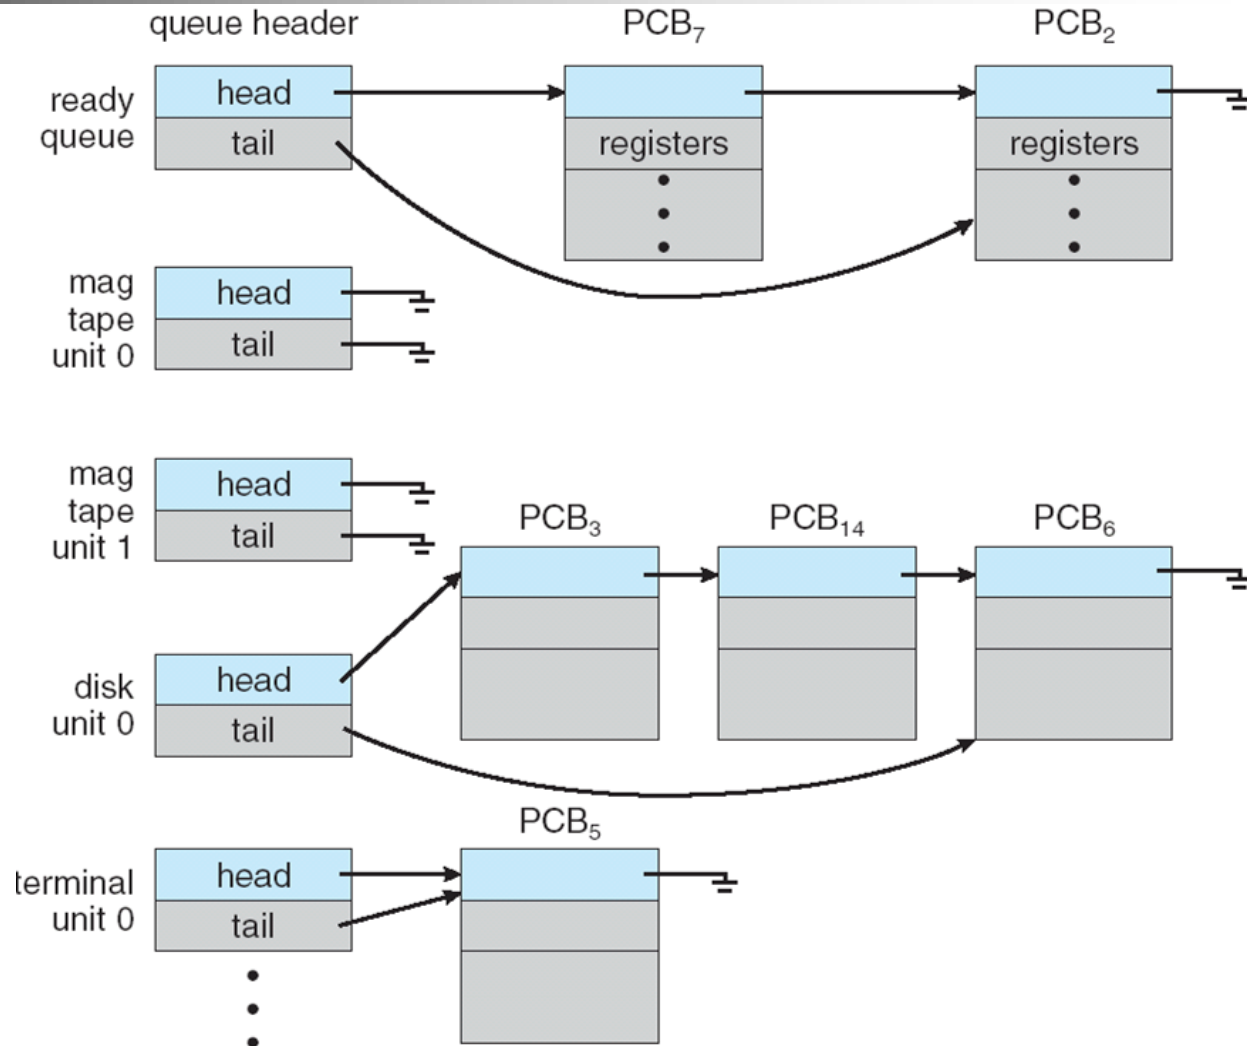 queue header
PCB7
PCB2
ready
queue
head
tail
registers
registers
mag
tape
unit 0
head
tail
mag
tape
unit 1
head
tail
PCB3
PCB14
PCB6
disk
unit 0
head
tail
PCB5
terminal
unit 0
head
tail